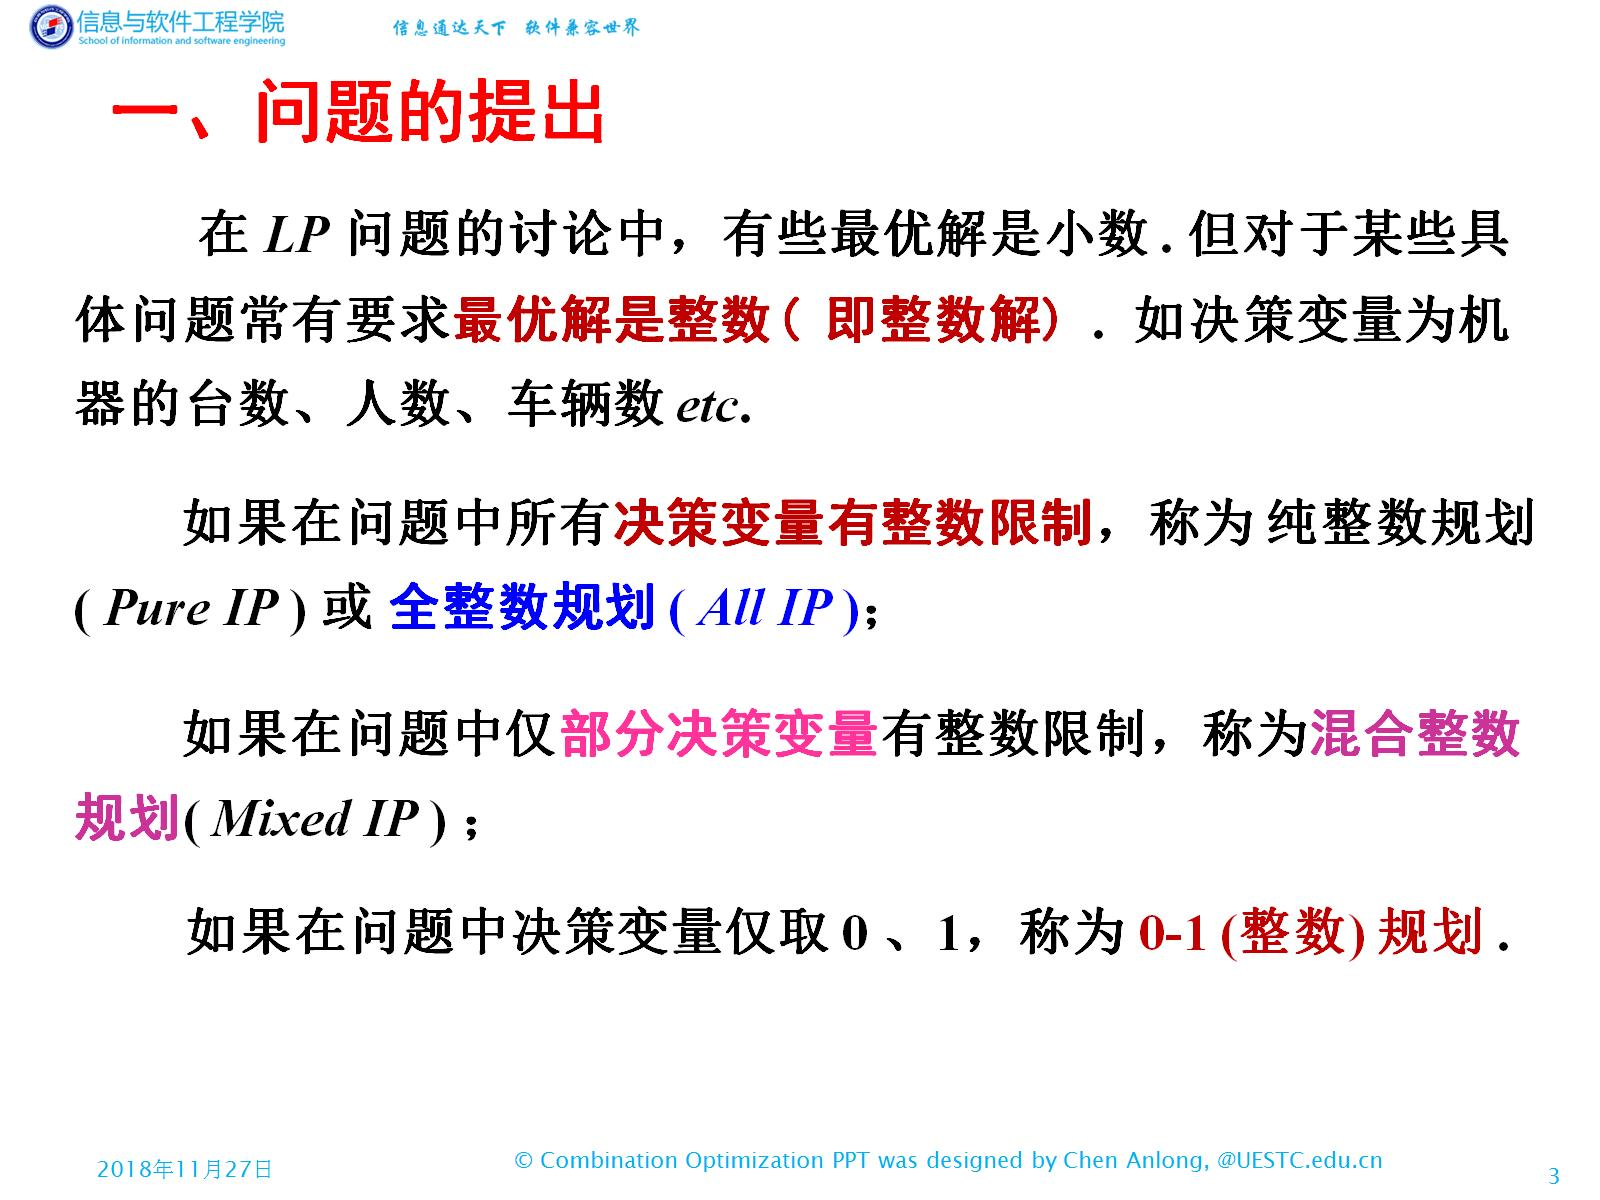 信息与软件工程学院
School of information and software engineering
信息通达天下 软件兼容世界
一、问题的提出
在 LP 问题的讨论中，有些最优解是小数 . 但对于某些具
体问题常有要求最优解是整数( 即整数解) . 如决策变量为机
器的台数、人数、车辆数 etc.
如果在问题中所有决策变量有整数限制，称为 纯整数规划
( Pure IP ) 或 全整数规划 ( All IP )；
如果在问题中仅部分决策变量有整数限制，称为混合整数
规划( Mixed IP ) ；
如果在问题中决策变量仅取 0 、1，称为 0-1 (整数) 规划 .
2018年11月27日
© Combination Optimization PPT was designed by Chen Anlong, @UESTC.edu.cn
3